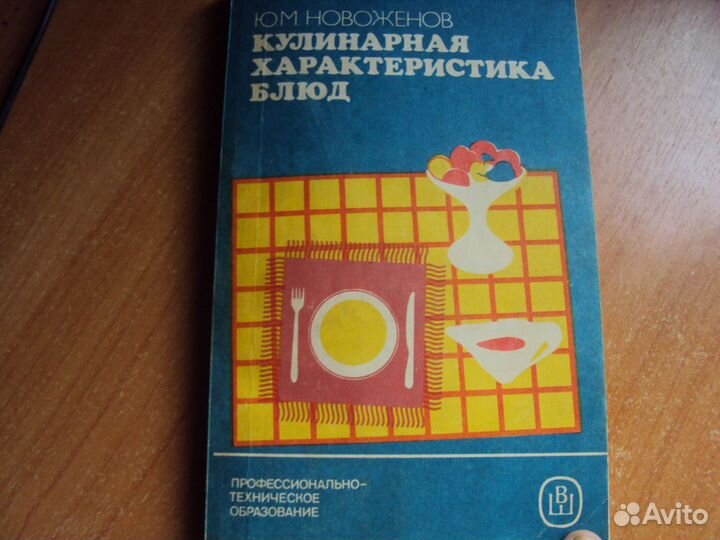 Ю.М. НОВОЖЕНОВ
КУЛИНАРНАЯ
ХАРАКТЕРИСТИКА
БЛЮД
ПРОФЕССИОНАЛЬНО-
ТЕХНИЧЕСКОЕ
ОБРАЗОВАНИЕ
ВШ
Avito